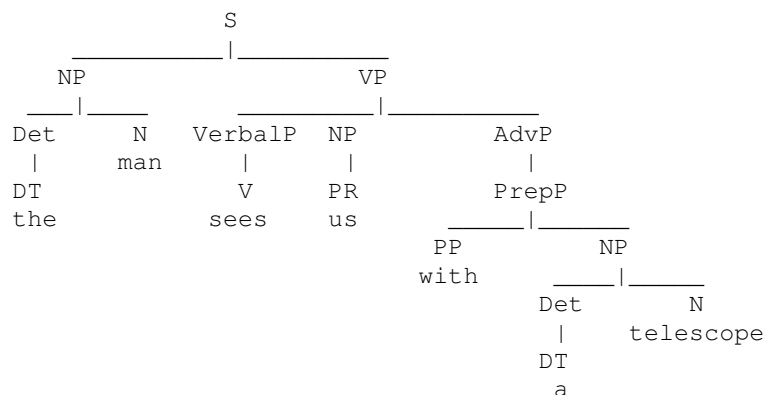 S
NP VP
Det N VerbalP NP AdvP
DT man V PR PrepP
the sees us
PP NP
with
Det N
DT telescope
a